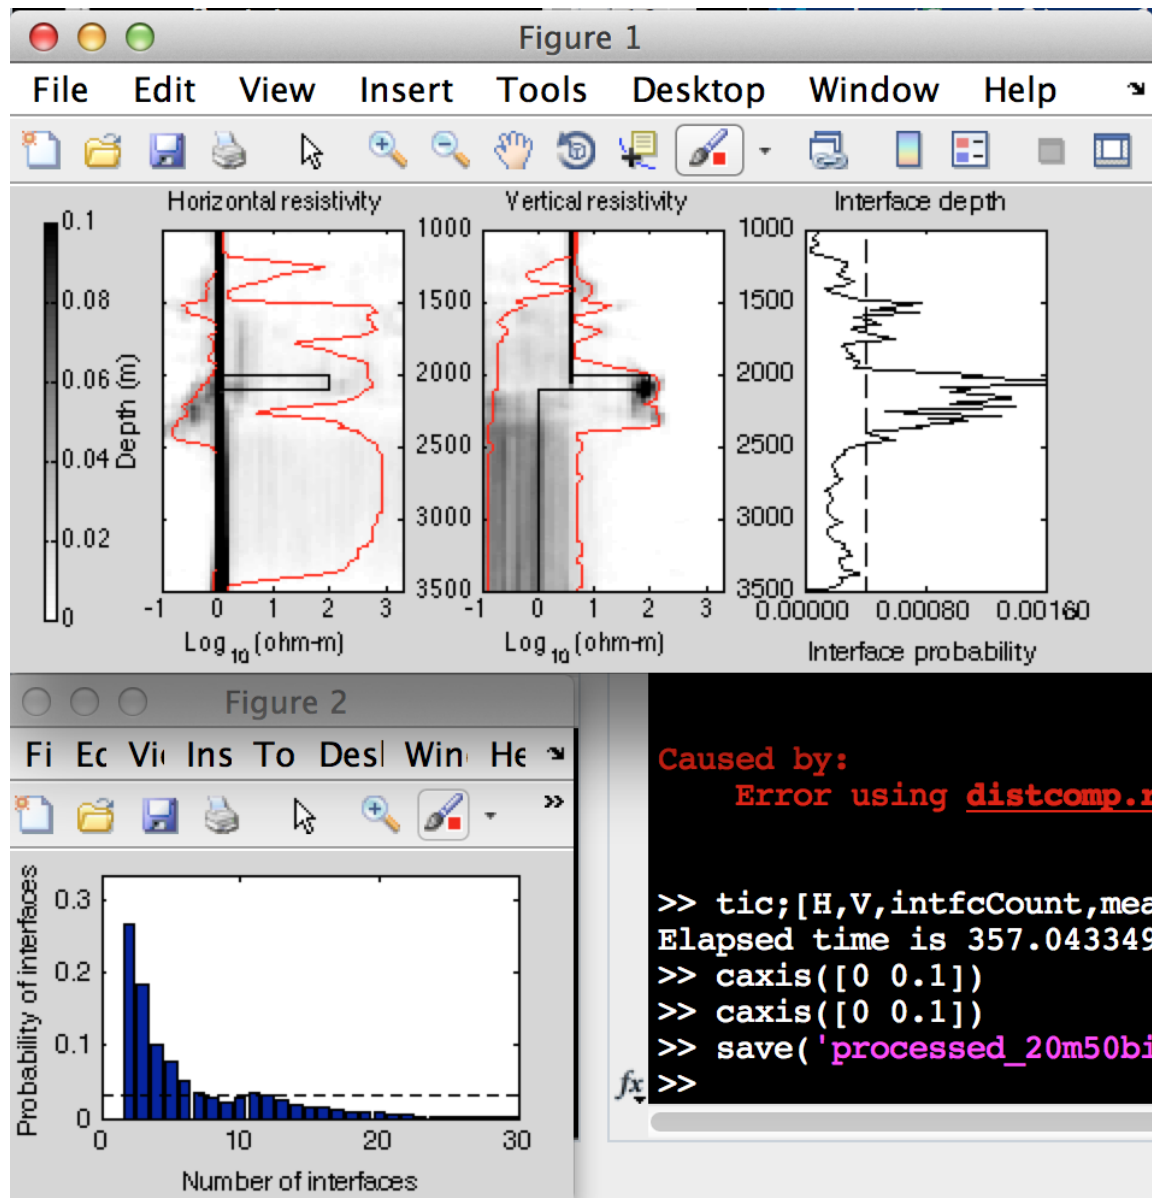 Figure 1
File Edit View Insert Tools Desktop Window Help
Horizontal resistivity
Vertical resistivity
Interface depth
0.1
0.08
0.06
0.04
0.02
0
Depth (m)
-1 0 1 2 3
Log10 (ohm-m)
1000
1500
2000
2500
3000
3500
-1 0 1 2 3
Log10 (ohm-m)
1000
1500
2000
2500
3000
3500
0.00000 0.00080 0.00160
Interface probability
Figure 2
Fi Ec Vi Ins To Desl Win He
Probability of interfaces
0.3
0.2
0.1
0
0 10 20 30
Number of interfaces
Caused by:
Error using distcomp.r
>> tic;[H,V,intfcCount,mea
Elapsed time is 357.043349
>> caxis([0 0.1])
>> caxis([0 0.1])
>> save('processed_20m50bi
fx >>